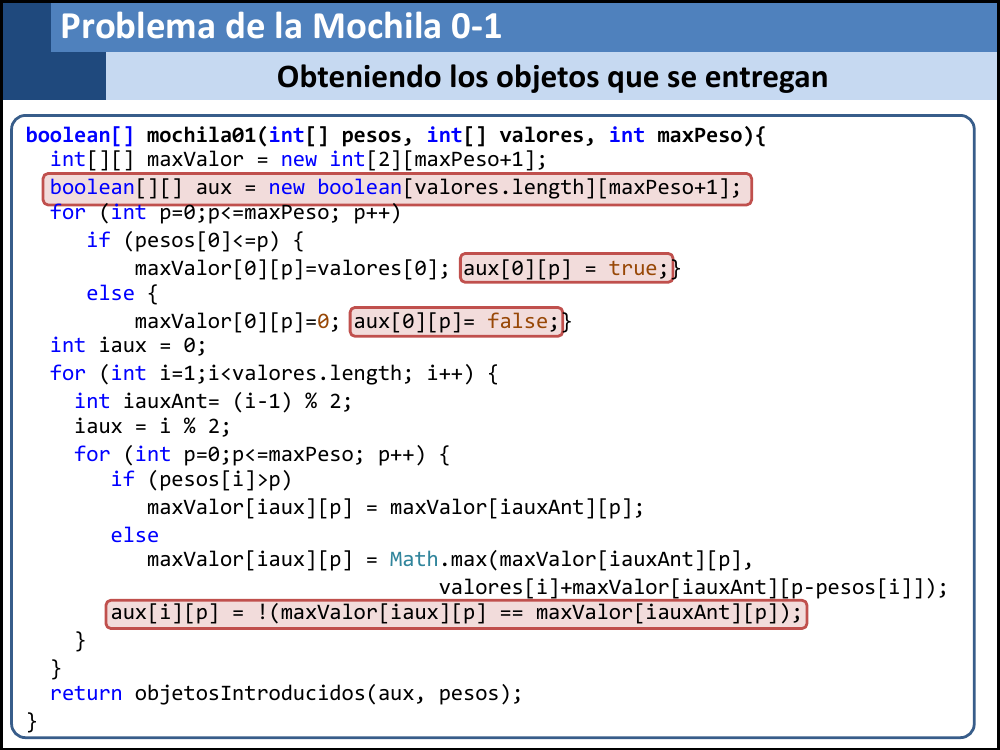 Problema de la Mochila 0-1
Obteniendo los objetos que se entregan
boolean[] mochila01(int[] pesos, int[] valores, int maxPeso){
int[][] maxValor = new int[2][maxPeso+1];
boolean[][] aux = new boolean[valores.length][maxPeso+1];
for (int p=0;p<=maxPeso; p++)
if (pesos[0]<=p) {
maxValor[0][p]=valores[0]; aux[0][p] = true;}
else {
maxValor[0][p]=0; aux[0][p]= false;}
int iaux = 0;
for (int i=1;i<valores.length; i++) {
int iauxAnt= (i-1) % 2;
iaux = i % 2;
for (int p=0;p<=maxPeso; p++) {
if (pesos[i]>p)
maxValor[iaux][p] = maxValor[iauxAnt][p];
else
maxValor[iaux][p] = Math.max(maxValor[iauxAnt][p],
valores[i]+maxValor[iauxAnt][p-pesos[i]]);
aux[i][p] = !(maxValor[iaux][p] == maxValor[iauxAnt][p]);
}
}
return objetosIntroducidos(aux, pesos);
}